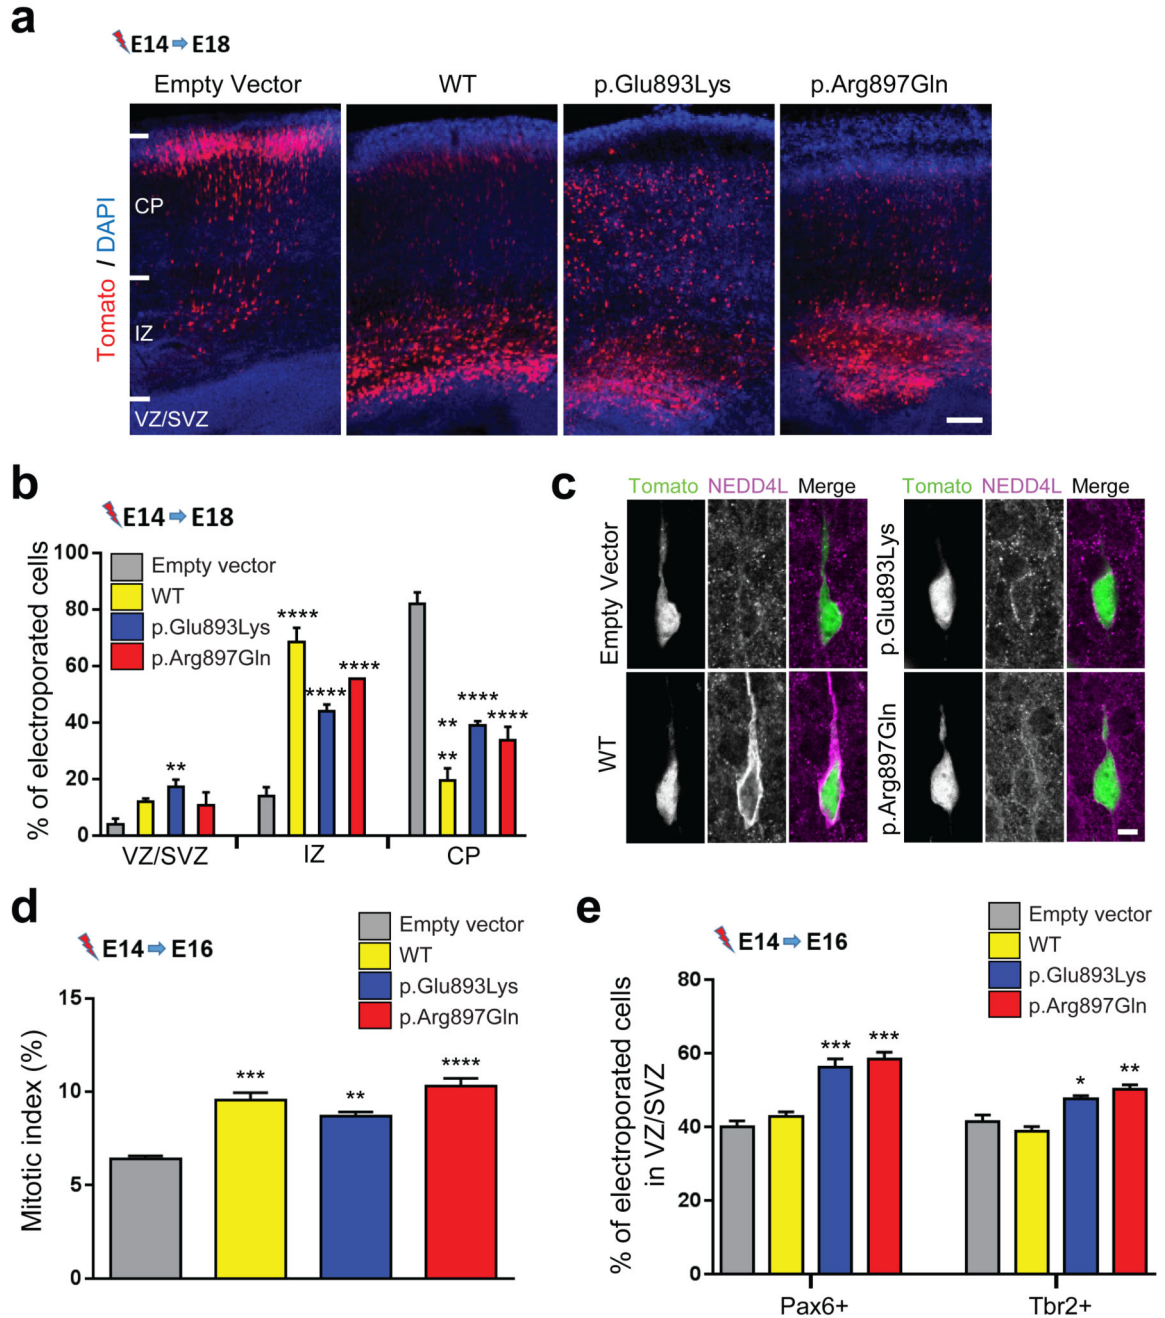 a
E14 E18
Empty Vector WT p.Glu893Lys p.Arg897Gln
Tomato / DAPI
CP
IZ
VZ/SVZ
b
E14 E18
% of electroporated cells
100
80
60
40
20
0
Empty vector
WT
p.Glu893Lys
p.Arg897Gln
**
****
****
****
**
**
****
****
VZ/SVZ IZ CP
c
Tomato NEDD4L Merge Tomato NEDD4L Merge
Empty Vector
p.Glu893Lys
WT
p.Arg897Gln
d
E14 E16
Empty vector
WT
p.Glu893Lys
p.Arg897Gln
Mitotic index (%)
15
10
5
0
***
**
****
e
E14 E16
Empty vector
WT
p.Glu893Lys
p.Arg897Gln
% of electroporated cells
in VZ/SVZ
80
60
40
20
0
***
***
*
**
Pax6+ Tbr2+